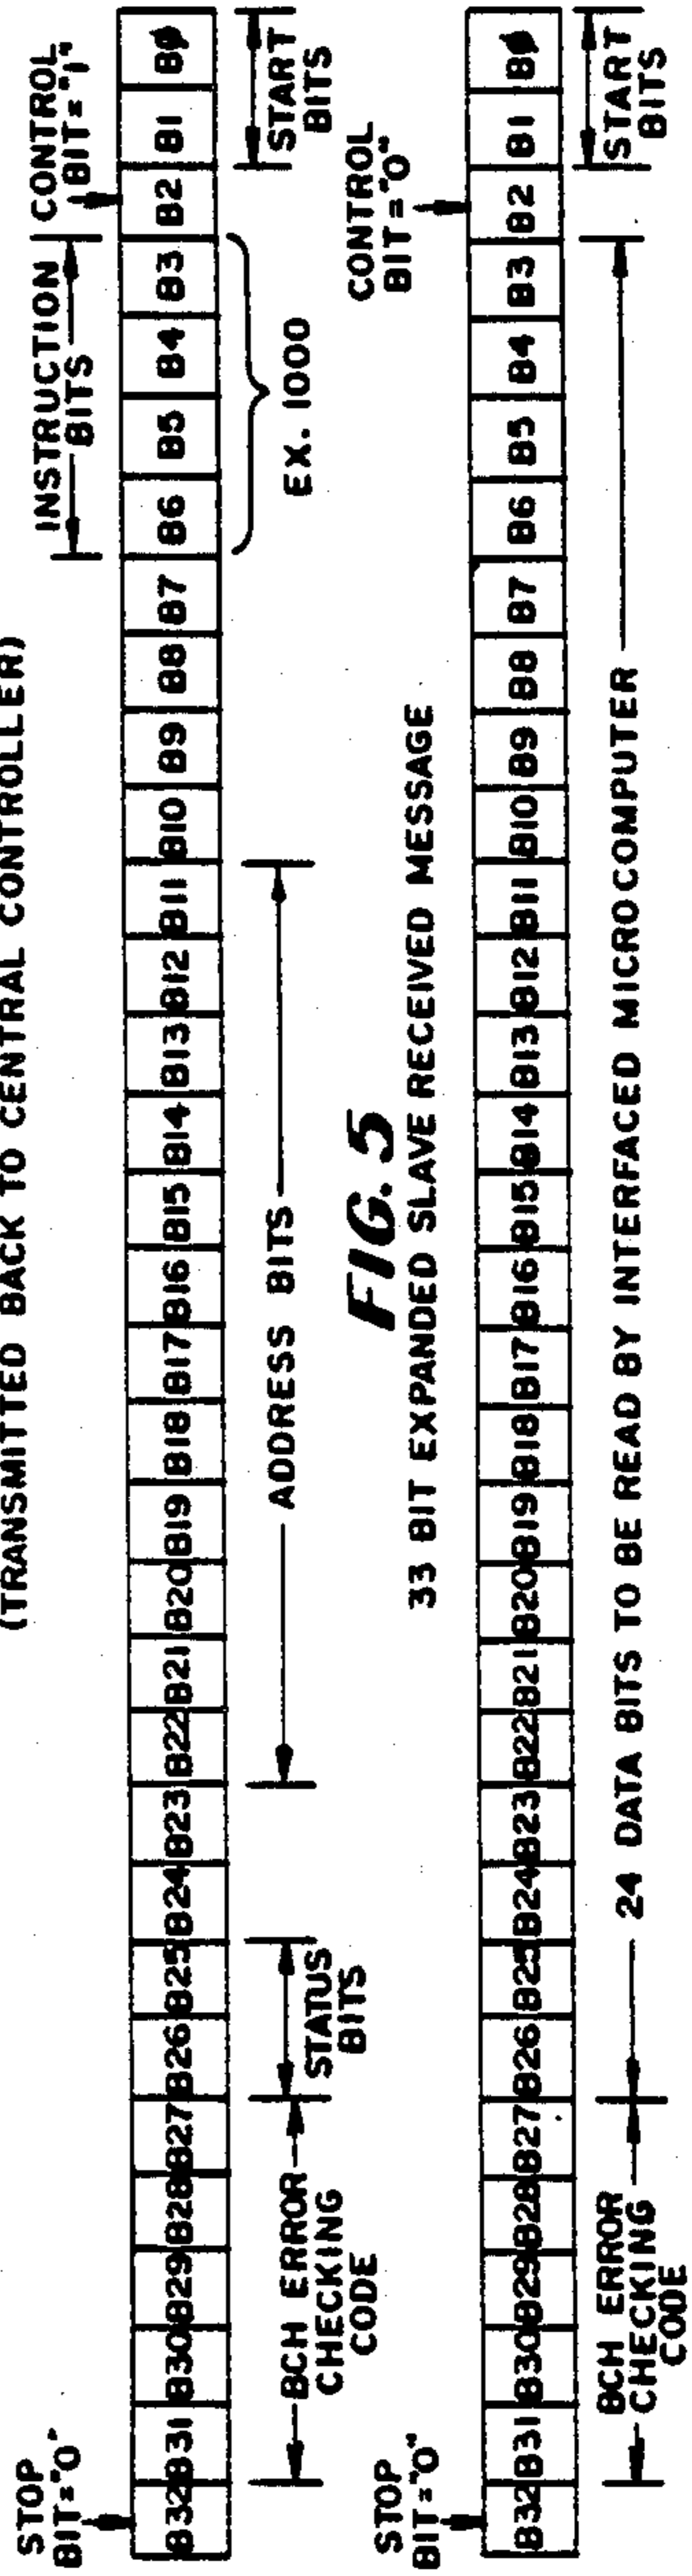 (TRANSMITTED BACK TO CENTRAL CONTROLLER)
STOP
BIT="0"
INSTRUCTION
BITS
CONTROL
BIT="1"
B32 B31 B30 B29 B28 B27 B26 B25 B24 B23 B22 B21 B20 B19 B18 B17 B16 B15 B14 B13 B12 B11 B10 B9 B8 B7 B6 B5 B4 B3 B2 B1 BØ
BCH ERROR
CHECKING
CODE
STATUS
BITS
ADDRESS BITS
EX. 1000
START
BITS
FIG. 5
33 BIT EXPANDED SLAVE RECEIVED MESSAGE
STOP
BIT="0"
CONTROL
BIT="0"
B32 B31 B30 B29 B28 B27 B26 B25 B24 B23 B22 B21 B20 B19 B18 B17 B16 B15 B14 B13 B12 B11 B10 B9 B8 B7 B6 B5 B4 B3 B2 B1 BØ
BCH ERROR
CHECKING
CODE
24 DATA BITS TO BE READ BY INTERFACED MICROCOMPUTER
START
BITS